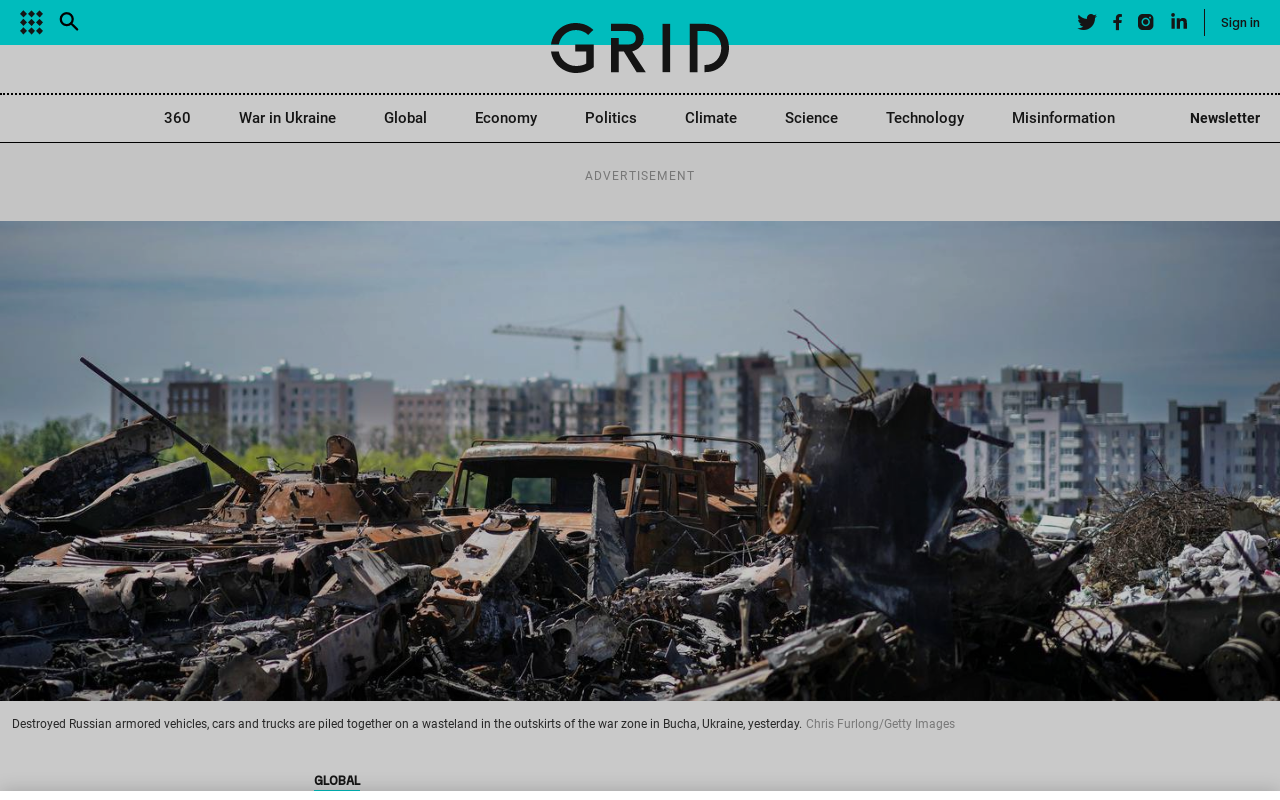 Sign in
GRID
360 War in Ukraine Global Economy Politics Climate Science Technology Misinformation Newsletter
ADVERTISEMENT
Destroyed Russian armored vehicles, cars and trucks are piled together on a wasteland in the outskirts of the war zone in Bucha, Ukraine, yesterday. Chris Furlong/Getty Images
GLOBAL